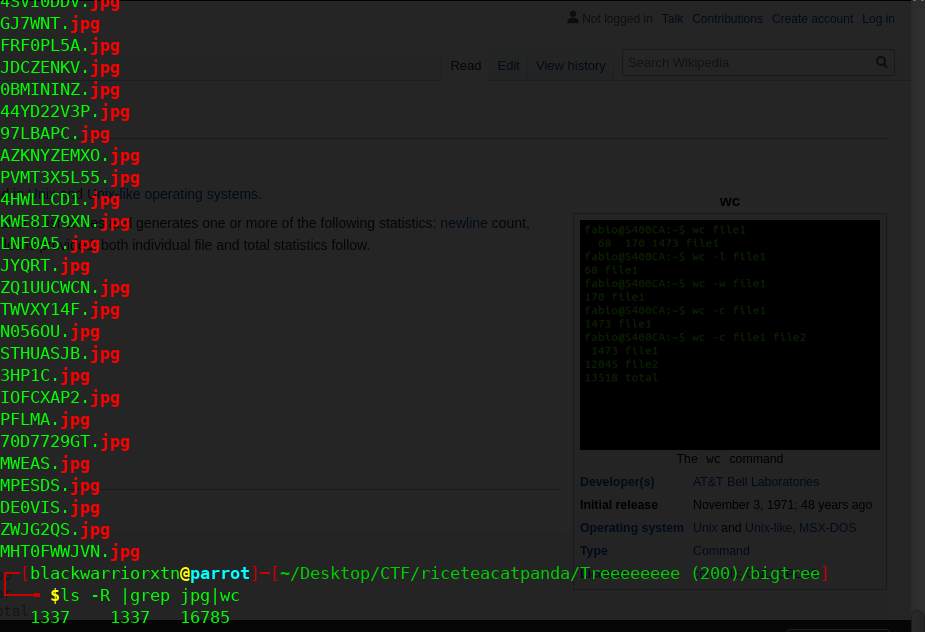 4SVI0DDV.jpg
GJ7WNT.jpg
FRF0PL5A.jpg
JDCZENKV.jpg
0BMININZ.jpg
44YD22V3P.jpg
97LBAPC.jpg
AZKNYZEMXO.jpg
PVMT3X5L55.jpg
4HWLLCD1.jpg
KWE8I79XN.jpg
LNF0A5.jpg
JYQRT.jpg
ZQ1UUCWCN.jpg
TWVXY14F.jpg
N056OU.jpg
STHUASJB.jpg
3HP1C.jpg
IOFCXAP2.jpg
PFLMA.jpg
70D7729GT.jpg
MWEAS.jpg
MPESDS.jpg
DE0VIS.jpg
ZWJG2QS.jpg
MHT0FWWJVN.jpg
[blackwarriorxtn@parrot]-[~/Desktop/CTF/riceteacatpanda/Treeeeeeee (200)/bigtree]
$ls -R |grep jpg|wc
1337 1337 16785
Not logged in Talk Contributions Create account Log in
Read Edit View history Search Wikipedia
Unix and Unix-like operating systems.
generates one or more of the following statistics: newline count,
both individual file and total statistics follow.
wc
fabio@S400CA:~$ wc file1
68 170 1473 file1
fabio@S400CA:~$ wc -l file1
68 file1
fabio@S400CA:~$ wc -w file1
170 file1
fabio@S400CA:~$ wc -c file1
1473 file1
fabio@S400CA:~$ wc -c file1 file2
1473 file1
12045 file2
13518 total
The wc command
Developer(s) AT&T Bell Laboratories
Initial release November 3, 1971; 48 years ago
Operating system Unix and Unix-like, MSX-DOS
Type Command